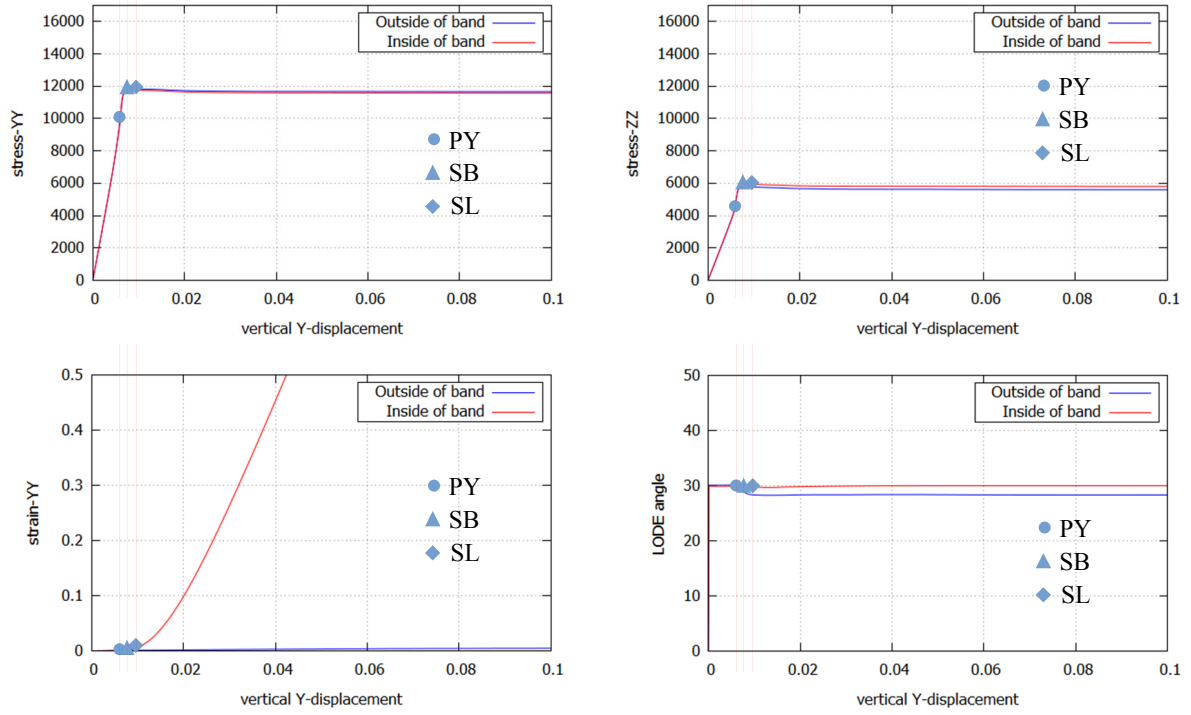 16000
14000
12000
10000
8000
6000
4000
2000
0
stress-YY
Outside of band
Inside of band
PY
SB
SL
0 0.02 0.04 0.06 0.08 0.1
vertical Y-displacement
16000
14000
12000
10000
8000
6000
4000
2000
0
stress-ZZ
Outside of band
Inside of band
PY
SB
SL
0 0.02 0.04 0.06 0.08 0.1
vertical Y-displacement
0.5
0.4
0.3
0.2
0.1
0
strain-YY
Outside of band
Inside of band
PY
SB
SL
0 0.02 0.04 0.06 0.08 0.1
vertical Y-displacement
50
40
30
20
10
0
LODE angle
Outside of band
Inside of band
PY
SB
SL
0 0.02 0.04 0.06 0.08 0.1
vertical Y-displacement